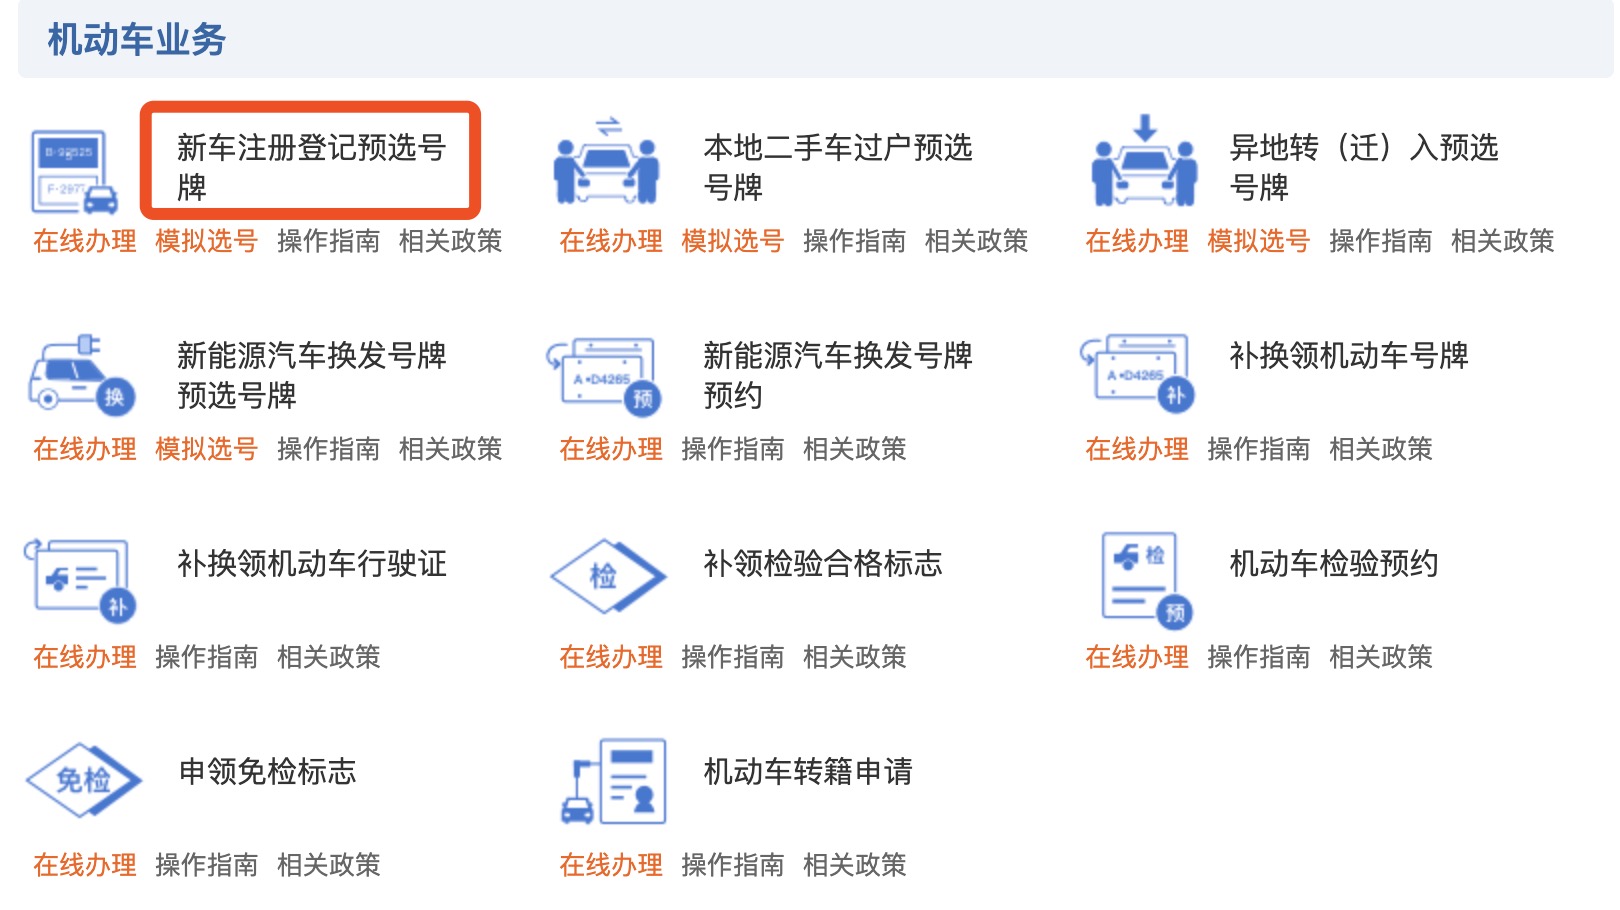 机动车业务
B·99525
F·2977
新车注册登记预选号
牌
在线办理 模拟选号 操作指南 相关政策
本地二手车过户预选
号牌
在线办理 模拟选号 操作指南 相关政策
异地转（迁）入预选
号牌
在线办理 模拟选号 操作指南 相关政策
换
新能源汽车换发号牌
预选号牌
在线办理 模拟选号 操作指南 相关政策
A•D4265
预
新能源汽车换发号牌
预约
在线办理 操作指南 相关政策
A•D4265
补
补换领机动车号牌
在线办理 操作指南 相关政策
补
补换领机动车行驶证
在线办理 操作指南 相关政策
检
补领检验合格标志
在线办理 操作指南 相关政策
检
预
机动车检验预约
在线办理 操作指南 相关政策
免检
申领免检标志
在线办理 操作指南 相关政策
机动车转籍申请
在线办理 操作指南 相关政策